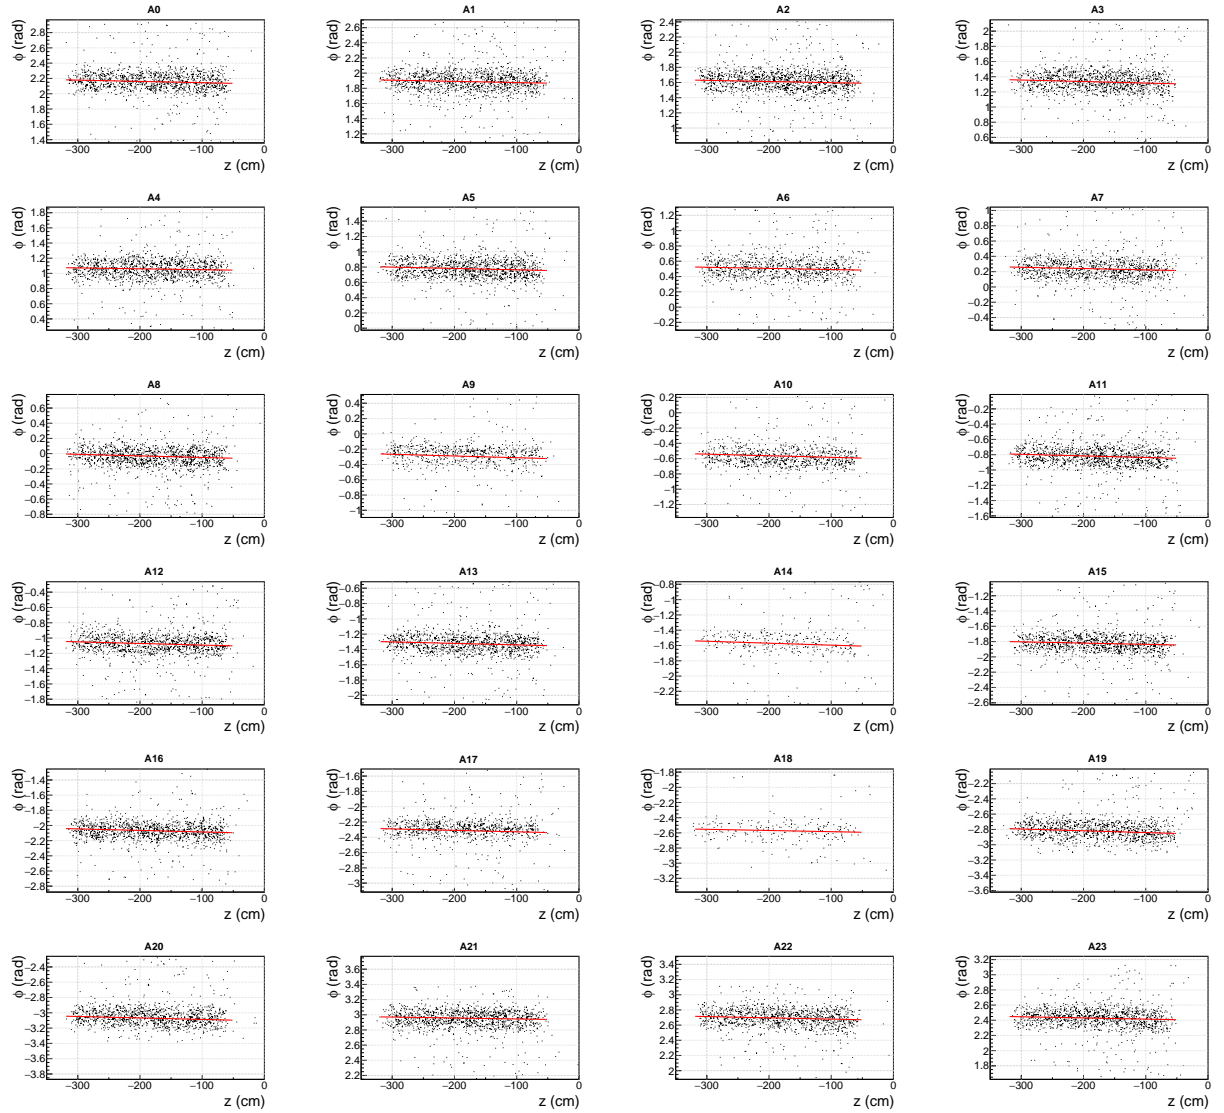 A0
φ (rad)
2.8 2.6 2.4 2.2 2 1.8 1.6 1.4
−300 −200 −100 0
z (cm)
A1
φ (rad)
2.6 2.4 2.2 2 1.8 1.6 1.4 1.2
−300 −200 −100 0
z (cm)
A2
φ (rad)
2.4 2.2 2 1.8 1.6 1.4 1.2 1
−300 −200 −100 0
z (cm)
A3
φ (rad)
2 1.8 1.6 1.4 1.2 1 0.8 0.6
−300 −200 −100 0
z (cm)
A4
φ (rad)
1.8 1.6 1.4 1.2 1 0.8 0.6 0.4
−300 −200 −100 0
z (cm)
A5
φ (rad)
1.4 1.2 1 0.8 0.6 0.4 0.2 0
−300 −200 −100 0
z (cm)
A6
φ (rad)
1.2 1 0.8 0.6 0.4 0.2 0 −0.2
−300 −200 −100 0
z (cm)
A7
φ (rad)
1 0.8 0.6 0.4 0.2 0 −0.2 −0.4
−300 −200 −100 0
z (cm)
A8
φ (rad)
0.6 0.4 0.2 0 −0.2 −0.4 −0.6 −0.8
−300 −200 −100 0
z (cm)
A9
φ (rad)
0.4 0.2 0 −0.2 −0.4 −0.6 −0.8 −1
−300 −200 −100 0
z (cm)
A10
φ (rad)
0.2 0 −0.2 −0.4 −0.6 −0.8 −1 −1.2
−300 −200 −100 0
z (cm)
A11
φ (rad)
−0.2 −0.4 −0.6 −0.8 −1 −1.2 −1.4 −1.6
−300 −200 −100 0
z (cm)
A12
φ (rad)
−0.4 −0.6 −0.8 −1 −1.2 −1.4 −1.6 −1.8
−300 −200 −100 0
z (cm)
A13
φ (rad)
−0.6 −0.8 −1 −1.2 −1.4 −1.6 −1.8 −2
−300 −200 −100 0
z (cm)
A14
φ (rad)
−0.8 −1 −1.2 −1.4 −1.6 −1.8 −2 −2.2
−300 −200 −100 0
z (cm)
A15
φ (rad)
−1.2 −1.4 −1.6 −1.8 −2 −2.2 −2.4 −2.6
−300 −200 −100 0
z (cm)
A16
φ (rad)
−1.4 −1.6 −1.8 −2 −2.2 −2.4 −2.6 −2.8
−300 −200 −100 0
z (cm)
A17
φ (rad)
−1.6 −1.8 −2 −2.2 −2.4 −2.6 −2.8 −3
−300 −200 −100 0
z (cm)
A18
φ (rad)
−1.8 −2 −2.2 −2.4 −2.6 −2.8 −3 −3.2
−300 −200 −100 0
z (cm)
A19
φ (rad)
−2.2 −2.4 −2.6 −2.8 −3 −3.2 −3.4 −3.6
−300 −200 −100 0
z (cm)
A20
φ (rad)
−2.4 −2.6 −2.8 −3 −3.2 −3.4 −3.6 −3.8
−300 −200 −100 0
z (cm)
A21
φ (rad)
3.6 3.4 3.2 3 2.8 2.6 2.4 2.2
−300 −200 −100 0
z (cm)
A22
φ (rad)
3.4 3.2 3 2.8 2.6 2.4 2.2 2
−300 −200 −100 0
z (cm)
A23
φ (rad)
3.2 3 2.8 2.6 2.4 2.2 2 1.8
−300 −200 −100 0
z (cm)